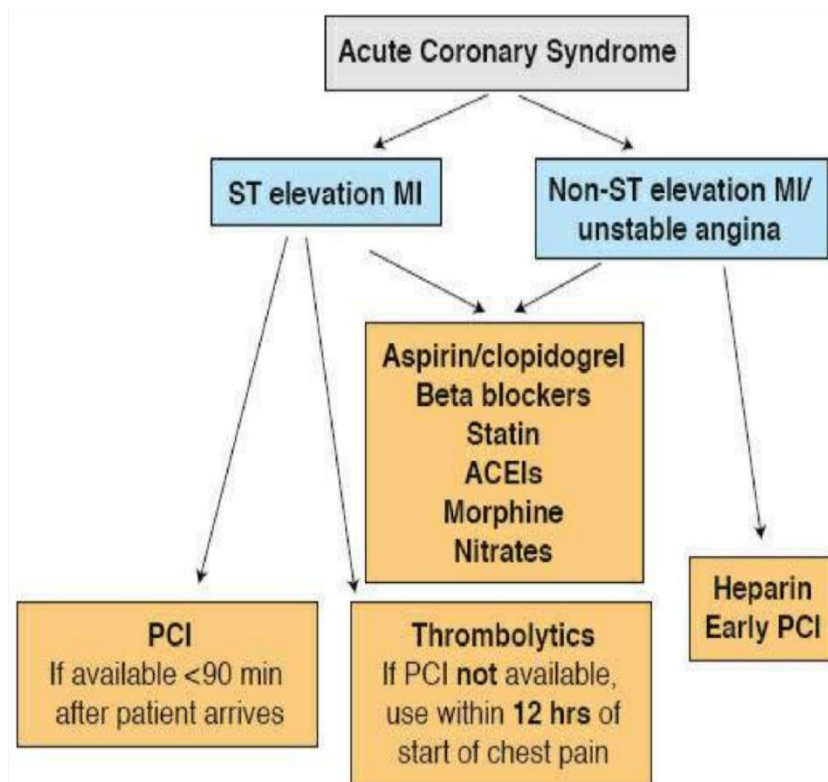 Acute Coronary Syndrome
ST elevation MI
Non-ST elevation MI/
unstable angina
Aspirin/clopidogrel
Beta blockers
Statin
ACEIs
Morphine
Nitrates
PCI
If available <90 min
after patient arrives
Thrombolytics
If PCI not available,
use within 12 hrs of
start of chest pain
Heparin
Early PCI